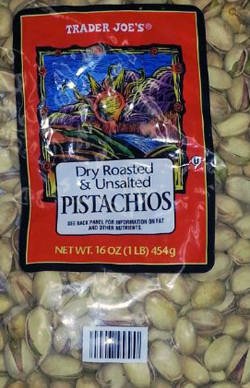 TRADER JOE'S®
Dry Roasted
& Unsalted
PISTACHIOS
SEE BACK PANEL FOR INFORMATION ON FAT
AND OTHER NUTRIENTS.
NET WT. 16 OZ (1 LB) 454g